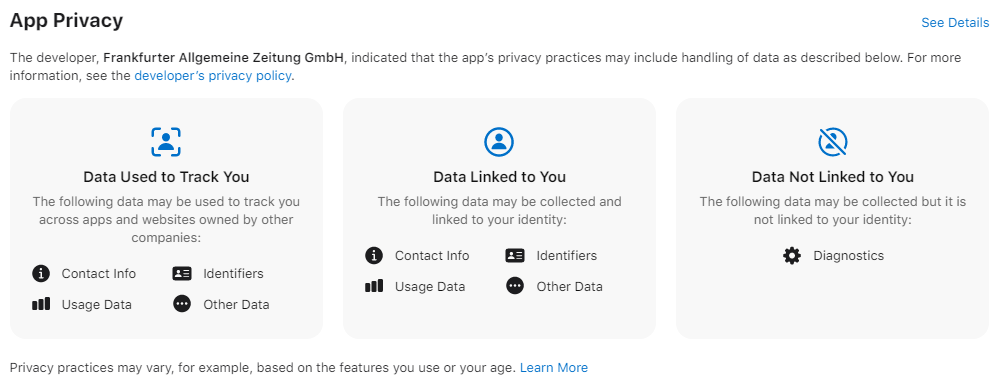 App Privacy
See Details
The developer, Frankfurter Allgemeine Zeitung GmbH, indicated that the app’s privacy practices may include handling of data as described below. For more
information, see the developer’s privacy policy.
Data Used to Track You
The following data may be used to track you
across apps and websites owned by other
companies:
Contact Info
Identifiers
Usage Data
Other Data
Data Linked to You
The following data may be collected and
linked to your identity:
Contact Info
Identifiers
Usage Data
Other Data
Data Not Linked to You
The following data may be collected but it is
not linked to your identity:
Diagnostics
Privacy practices may vary, for example, based on the features you use or your age. Learn More